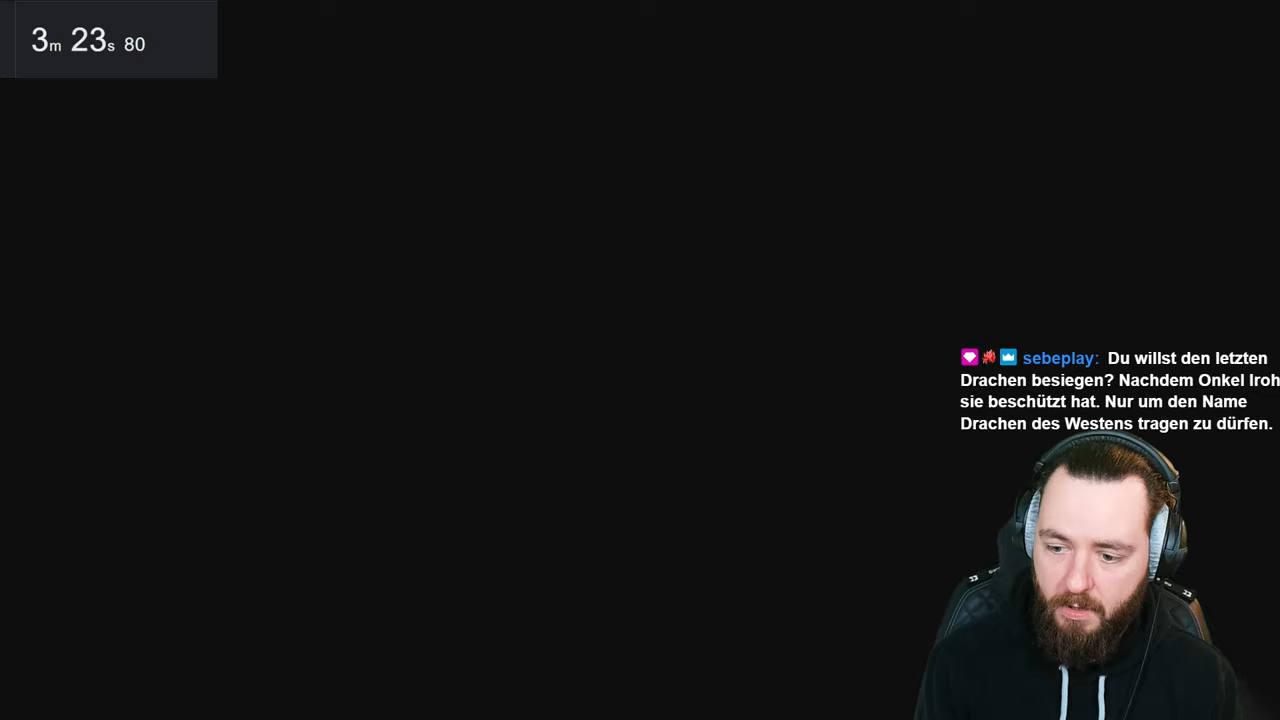 3m 23s 80
sebeplay: Du willst den letzten
Drachen besiegen? Nachdem Onkel Iroh
sie beschützt hat. Nur um den Name
Drachen des Westens tragen zu dürfen.